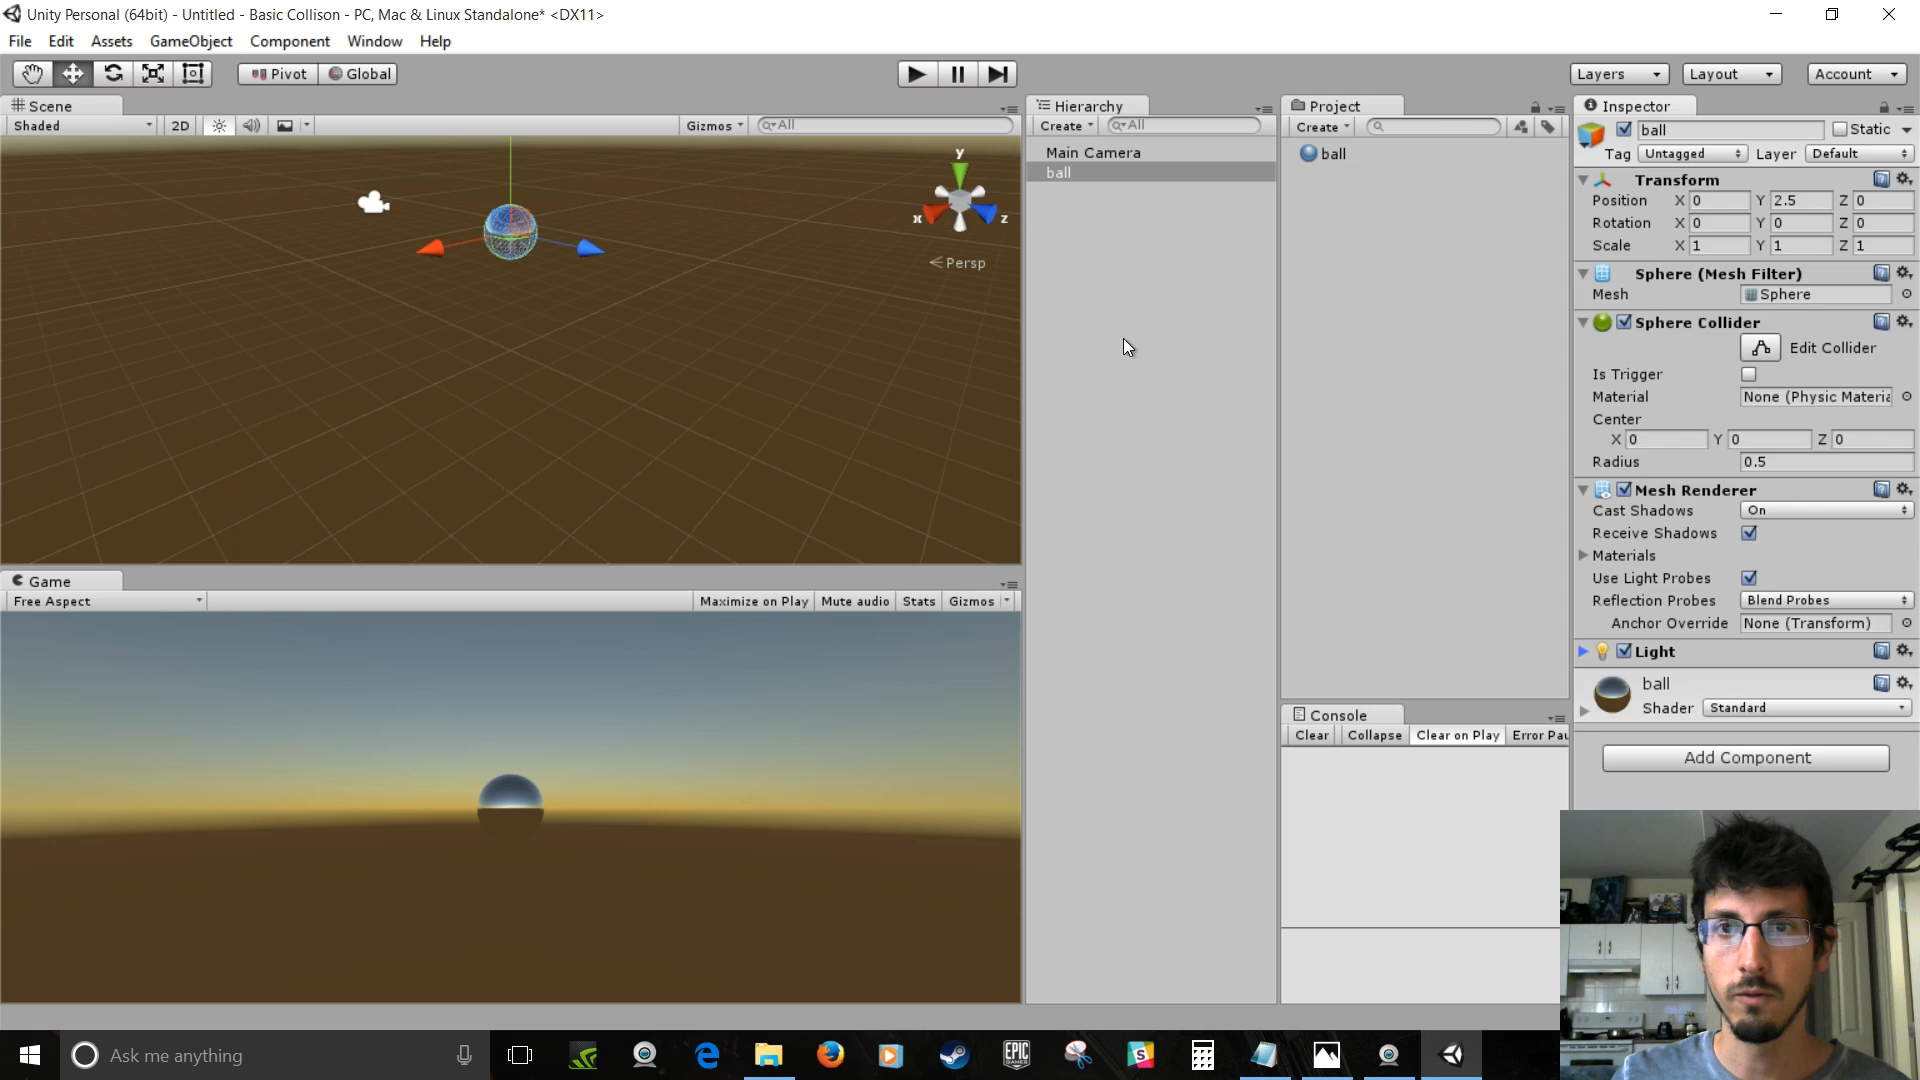 Unity Personal (64bit) - Untitled - Basic Collison - PC, Mac & Linux Standalone* <DX11>
File Edit Assets GameObject Component Window Help
Pivot Global Layers Layout Account
Scene
Shaded 2D Gizmos All
y
x z
Persp
Game
Free Aspect Maximize on Play Mute audio Stats Gizmos
Hierarchy
Create All
Main Camera
ball
Project
Create
ball
Console
Clear Collapse Clear on Play Error Pau
Inspector
ball Static
Tag Untagged Layer Default
Transform
Position X 0 Y 2.5 Z 0
Rotation X 0 Y 0 Z 0
Scale X 1 Y 1 Z 1
Sphere (Mesh Filter)
Mesh Sphere
Sphere Collider
Edit Collider
Is Trigger
Material None (Physic Materia
Center
X 0 Y 0 Z 0
Radius 0.5
Mesh Renderer
Cast Shadows On
Receive Shadows
Materials
Use Light Probes
Reflection Probes Blend Probes
Anchor Override None (Transform)
Light
ball
Shader Standard
Add Component
Ask me anything
EPIC
GAMES